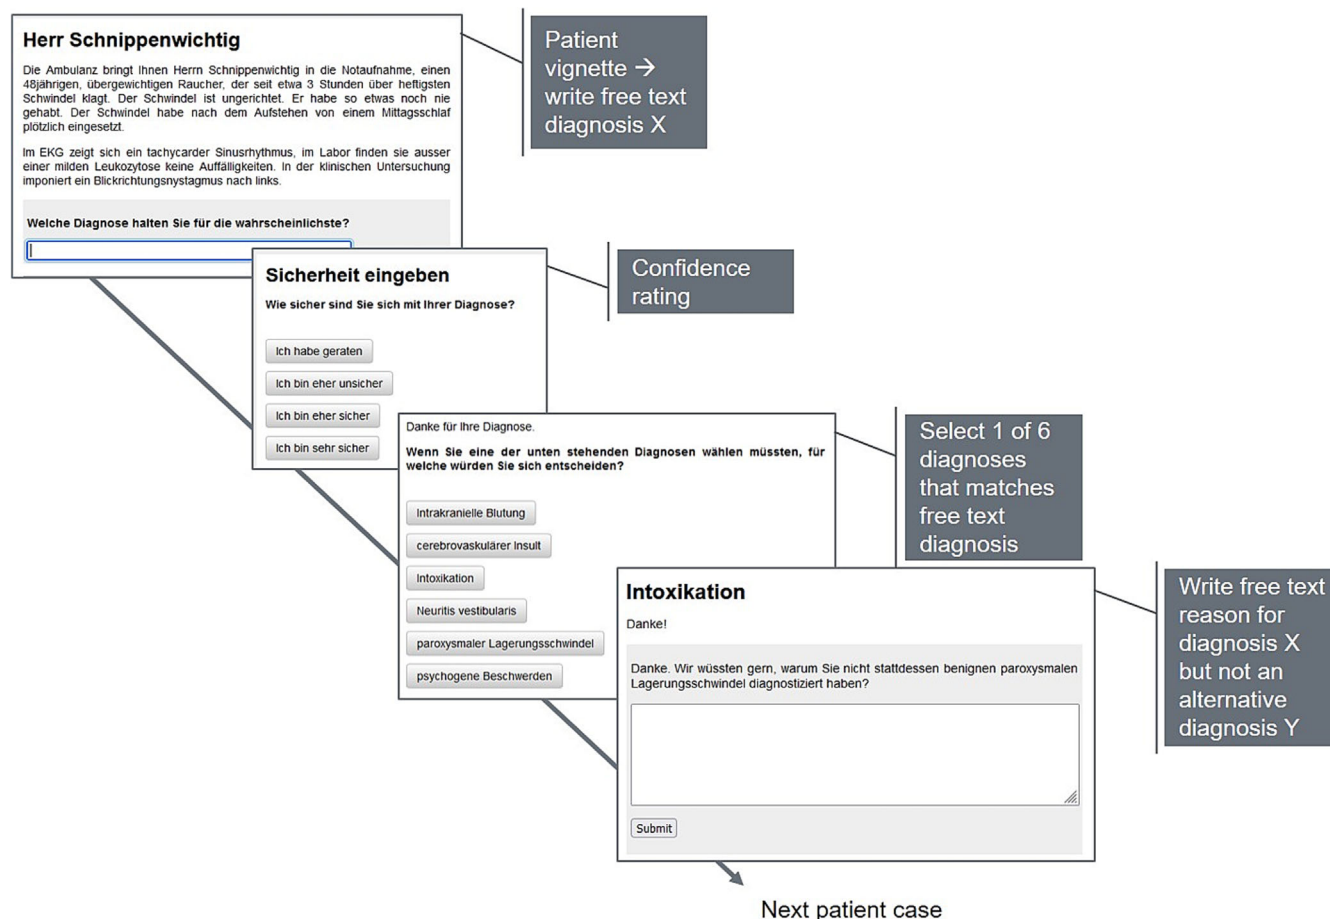 Herr Schnippenwichtig
Die Ambulanz bringt Ihnen Herrn Schnippenwichtig in die Notaufnahme, einen
48jährigen, übergewichtigen Raucher, der seit etwa 3 Stunden über heftigsten
Schwindel klagt. Der Schwindel ist ungerichtet. Er habe so etwas noch nie
gehabt. Der Schwindel habe nach dem Aufstehen von einem Mittagsschlaf
plötzlich eingesetzt.
Im EKG zeigt sich ein tachycarder Sinusrhythmus, im Labor finden sie ausser
einer milden Leukozytose keine Auffälligkeiten. In der klinischen Untersuchung
imponiert ein Blickrichtungsnystagmus nach links.
Welche Diagnose halten Sie für die wahrscheinlichste?
Patient
vignette →
write free text
diagnosis X
Sicherheit eingeben
Wie sicher sind Sie sich mit Ihrer Diagnose?
Ich habe geraten
Ich bin eher unsicher
Ich bin eher sicher
Ich bin sehr sicher
Confidence
rating
Danke für Ihre Diagnose.
Wenn Sie eine der unten stehenden Diagnosen wählen müssten, für
welche würden Sie sich entscheiden?
Intrakranielle Blutung
cerebrovaskulärer Insult
Intoxikation
Neuritis vestibularis
paroxysmaler Lagerungsschwindel
psychogene Beschwerden
Select 1 of 6
diagnoses
that matches
free text
diagnosis
Intoxikation
Danke!
Danke. Wir wüssten gern, warum Sie nicht stattdessen benignen paroxysmalen
Lagerungsschwindel diagnostiziert haben?
Submit
Write free text
reason for
diagnosis X
but not an
alternative
diagnosis Y
Next patient case